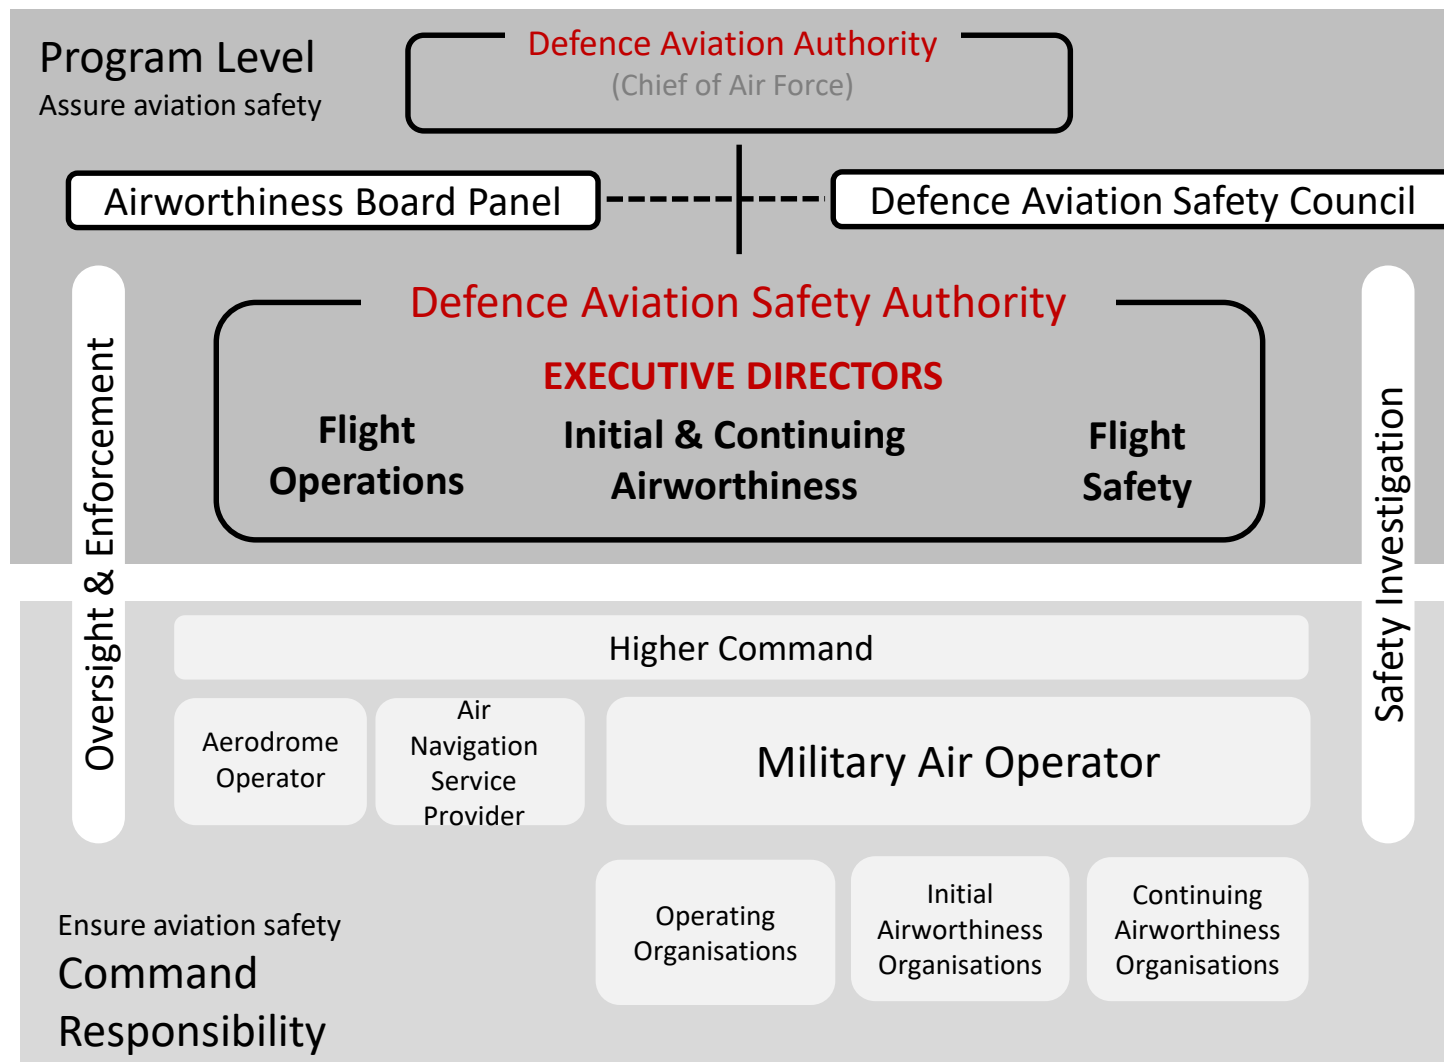 Program Level
Assure aviation safety
Defence Aviation Authority
(Chief of Air Force)
Airworthiness Board Panel
Defence Aviation Safety Council
Defence Aviation Safety Authority
EXECUTIVE DIRECTORS
Flight
Operations
Initial & Continuing
Airworthiness
Flight
Safety
Oversight & Enforcement
Safety Investigation
Higher Command
Aerodrome
Operator
Air
Navigation
Service
Provider
Military Air Operator
Operating
Organisations
Initial
Airworthiness
Organisations
Continuing
Airworthiness
Organisations
Ensure aviation safety
Command
Responsibility